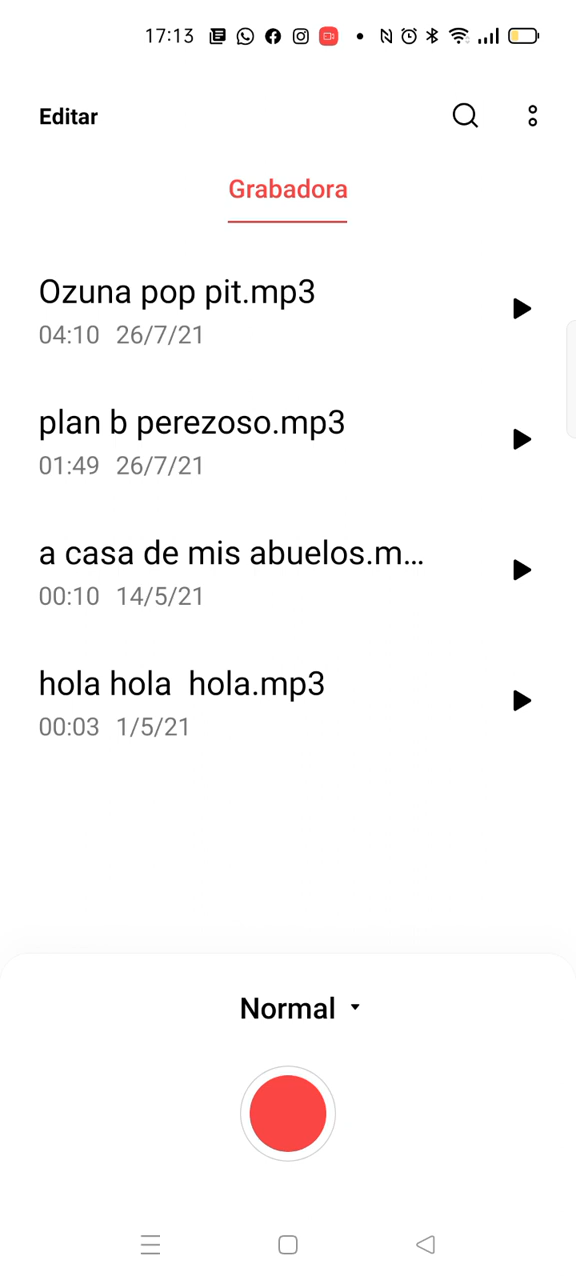 17:13
Editar
Grabadora
Ozuna pop pit.mp3
04:10 26/7/21
plan b perezoso.mp3
01:49 26/7/21
a casa de mis abuelos.m...
00:10 14/5/21
hola hola  hola.mp3
00:03 1/5/21
Normal